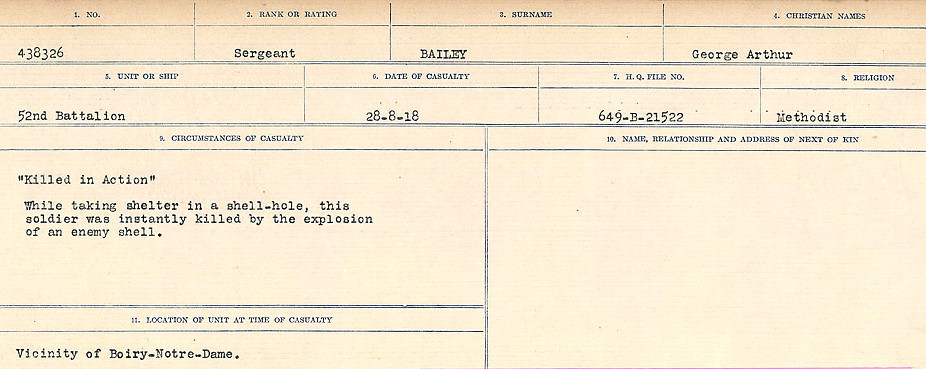 1. NO. 2. RANK OR RATING 3. SURNAME 4. CHRISTIAN NAMES
438326 Sergeant BAILEY George Arthur
5. UNIT OR SHIP 6. DATE OF CASUALTY 7. H. Q. FILE NO. 8. RELIGION
52nd Battalion 28-8-18 649-B-21522 Methodist
9. CIRCUMSTANCES OF CASUALTY 10. NAME, RELATIONSHIP AND ADDRESS OF NEXT OF KIN
"Killed in Action"
While taking shelter in a shell-hole, this
soldier was instantly killed by the explosion
of an enemy shell.
11. LOCATION OF UNIT AT TIME OF CASUALTY
Vicinity of Boiry-Notre-Dame.